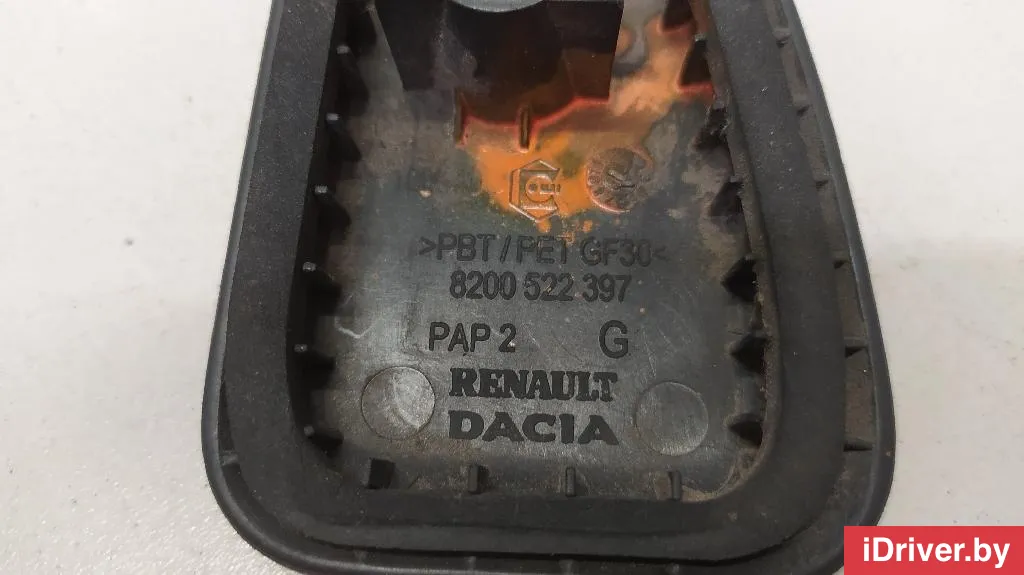 >PBT/PET GF30<
8200 522 397
PAP 2 G
RENAULT
DACIA
iDriver.by